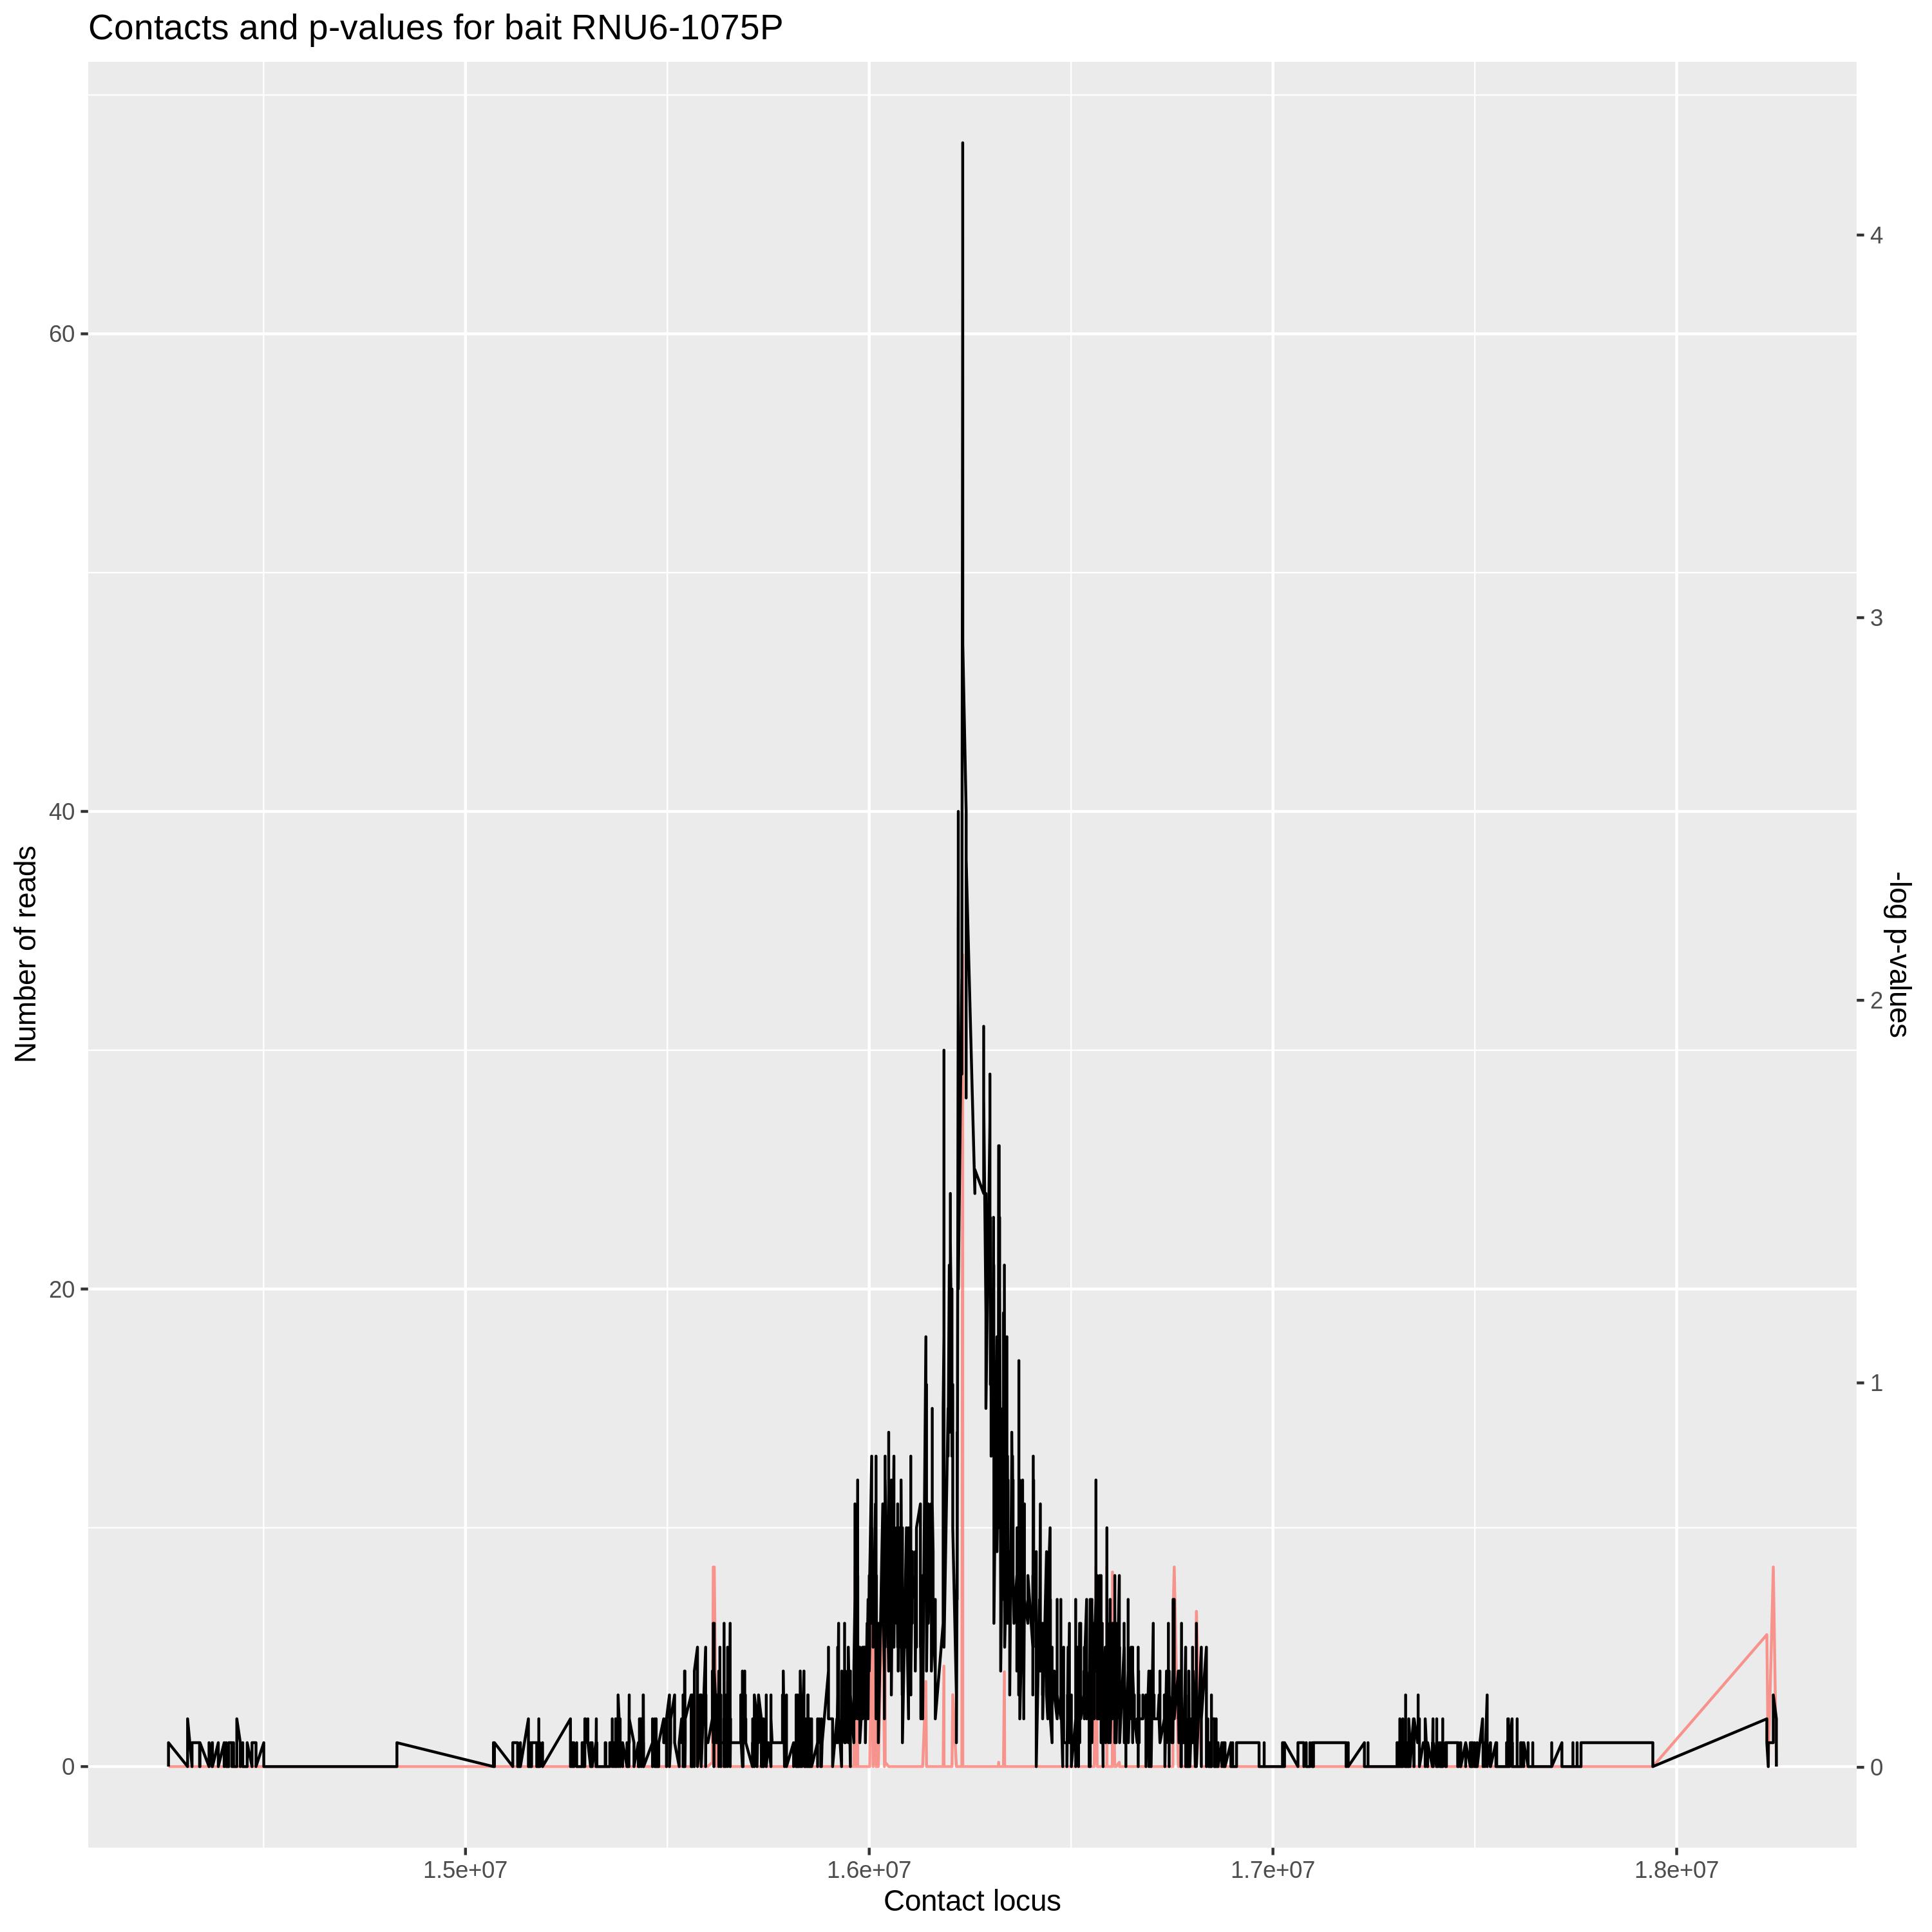 Contacts and p-values for bait RNU6-1075P
60
40
20
0
Number of reads
4
3
2
1
0
-log p-values
1.5e+07
1.6e+07
1.7e+07
1.8e+07
Contact locus